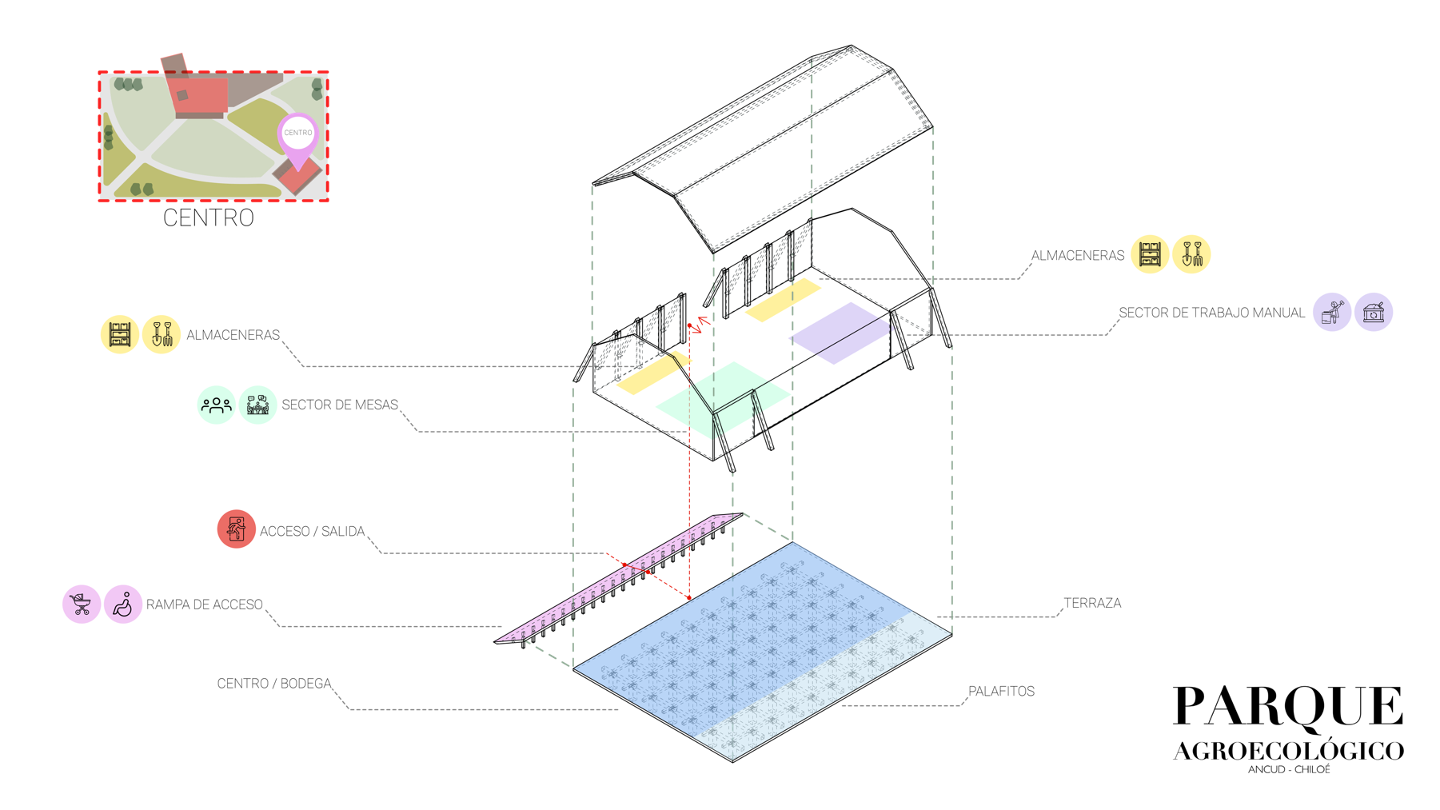 CENTRO
CENTRO
ALMACENERAS
SECTOR DE TRABAJO MANUAL
ALMACENERAS
SECTOR DE MESAS
ACCESO / SALIDA
RAMPA DE ACCESO
TERRAZA
CENTRO / BODEGA
PALAFITOS
PARQUE
AGROECOLÓGICO
ANCUD - CHILOÉ